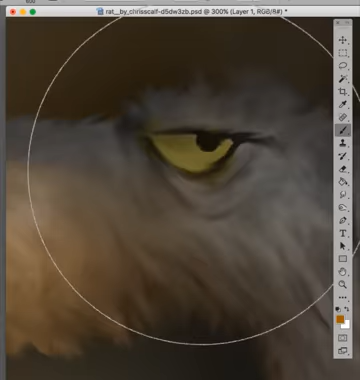 rat__by_chrisscalf-d5dw3zb.psd @ 300% (Layer 1, RGB/8#) *
T